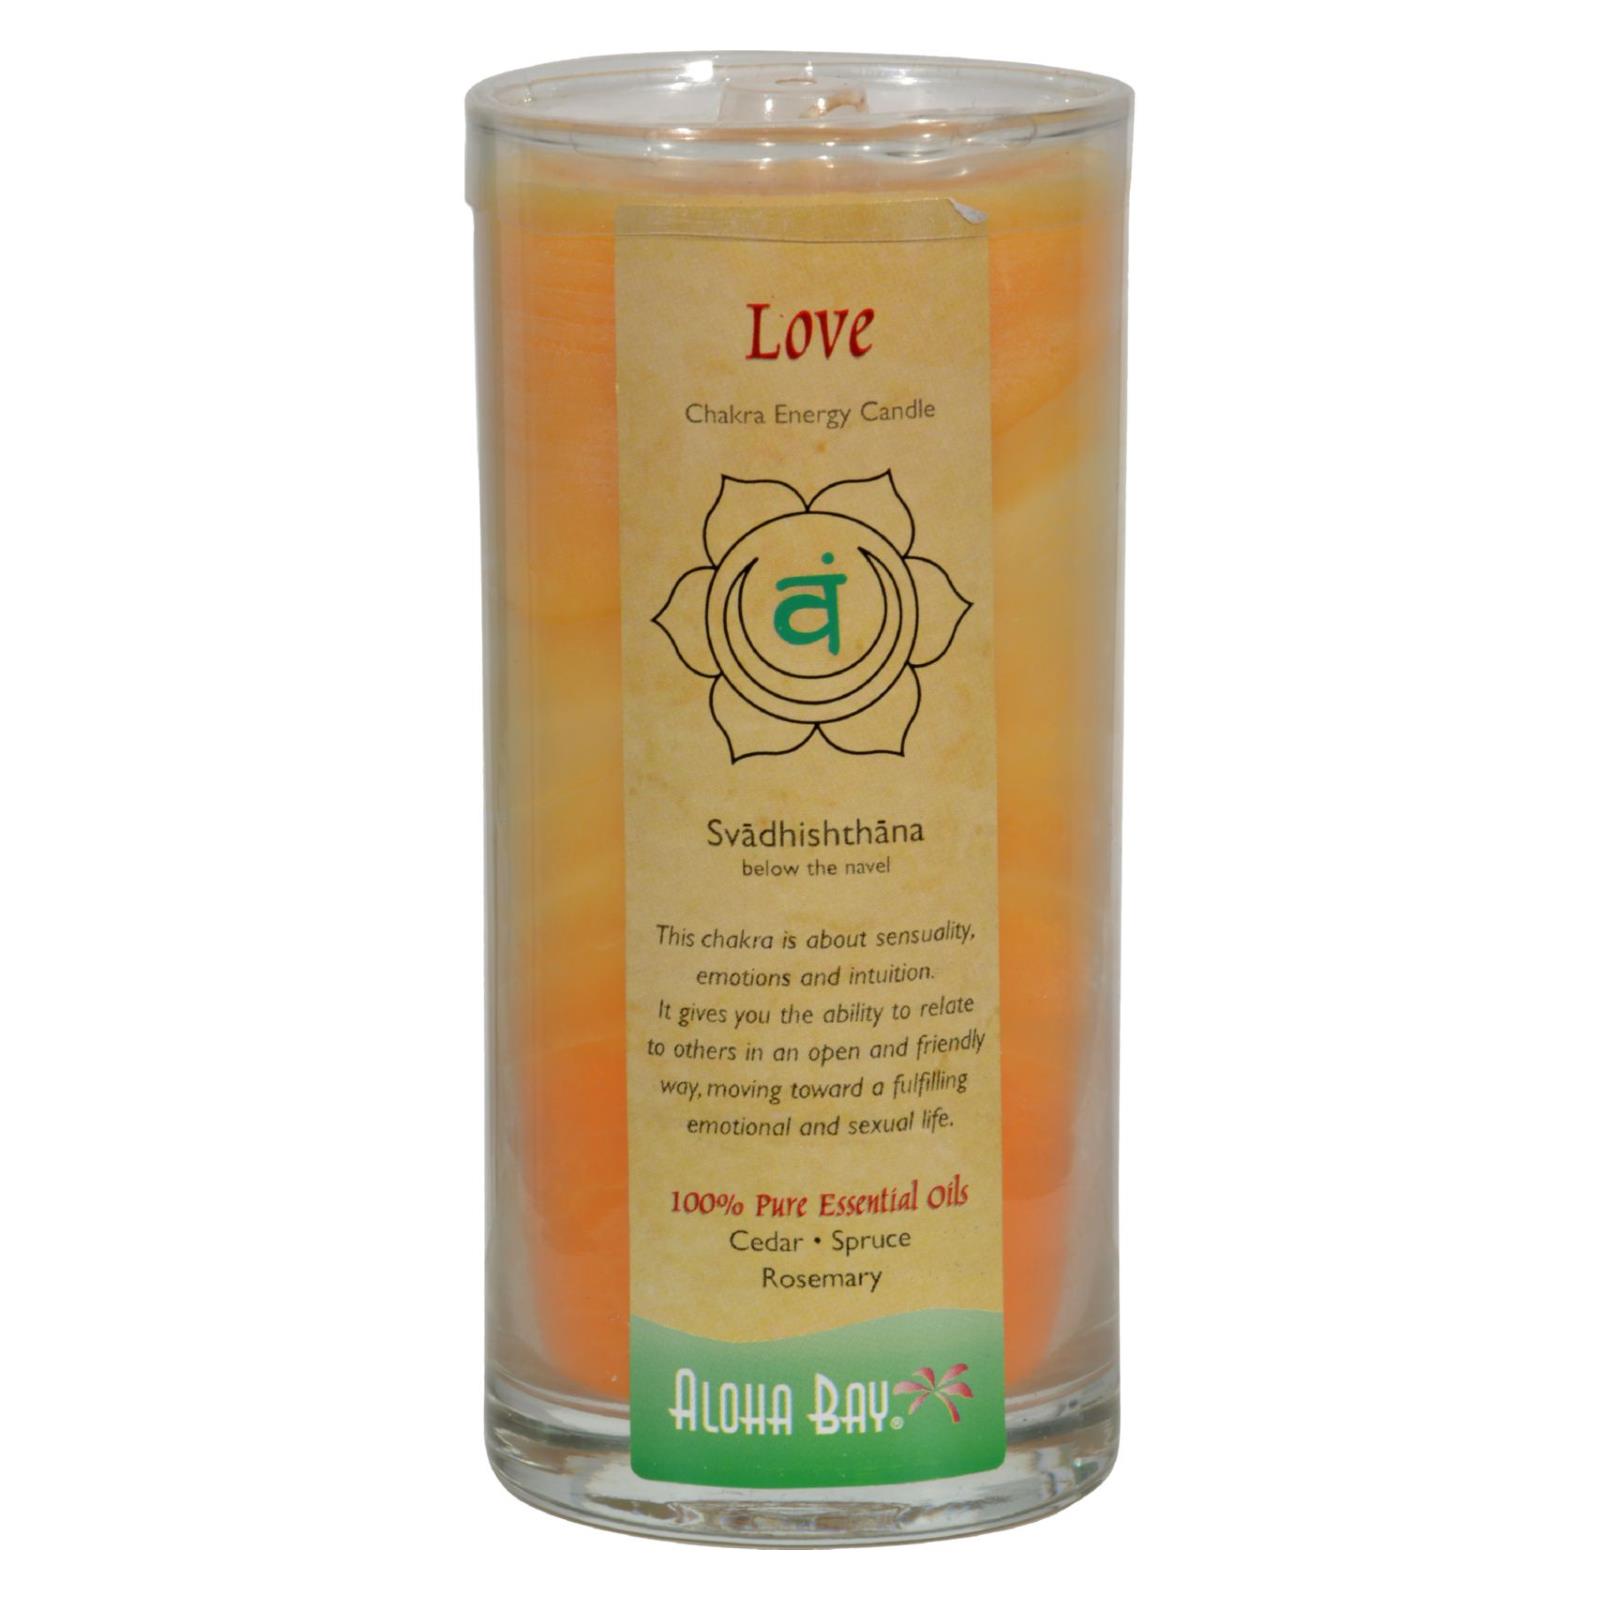 Love
Chakra Energy Candle
वं
Svādhishthāna
below the navel
This chakra is about sensuality,
emotions and intuition.
It gives you the ability to relate
to others in an open and friendly
way, moving toward a fulfilling
emotional and sexual life.
100% Pure Essential Oils
Cedar • Spruce
Rosemary
ALOHA BAY®